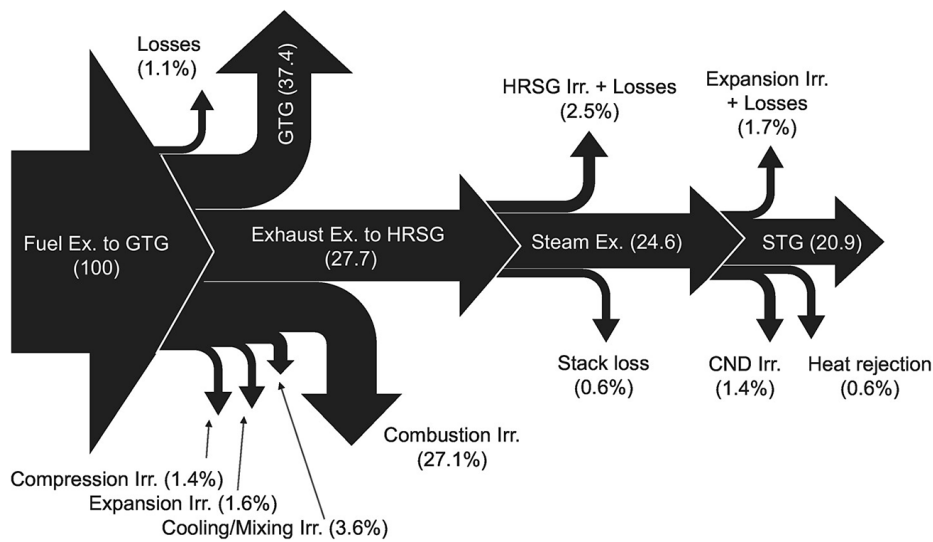 Losses
(1.1%)
GTG (37.4)
HRSG Irr. + Losses
(2.5%)
Expansion Irr.
+ Losses
(1.7%)
Fuel Ex. to GTG
(100)
Exhaust Ex. to HRSG
(27.7)
Steam Ex. (24.6)
STG (20.9)
Stack loss
(0.6%)
CND Irr.
(1.4%)
Heat rejection
(0.6%)
Combustion Irr.
(27.1%)
Compression Irr. (1.4%)
Expansion Irr. (1.6%)
Cooling/Mixing Irr. (3.6%)